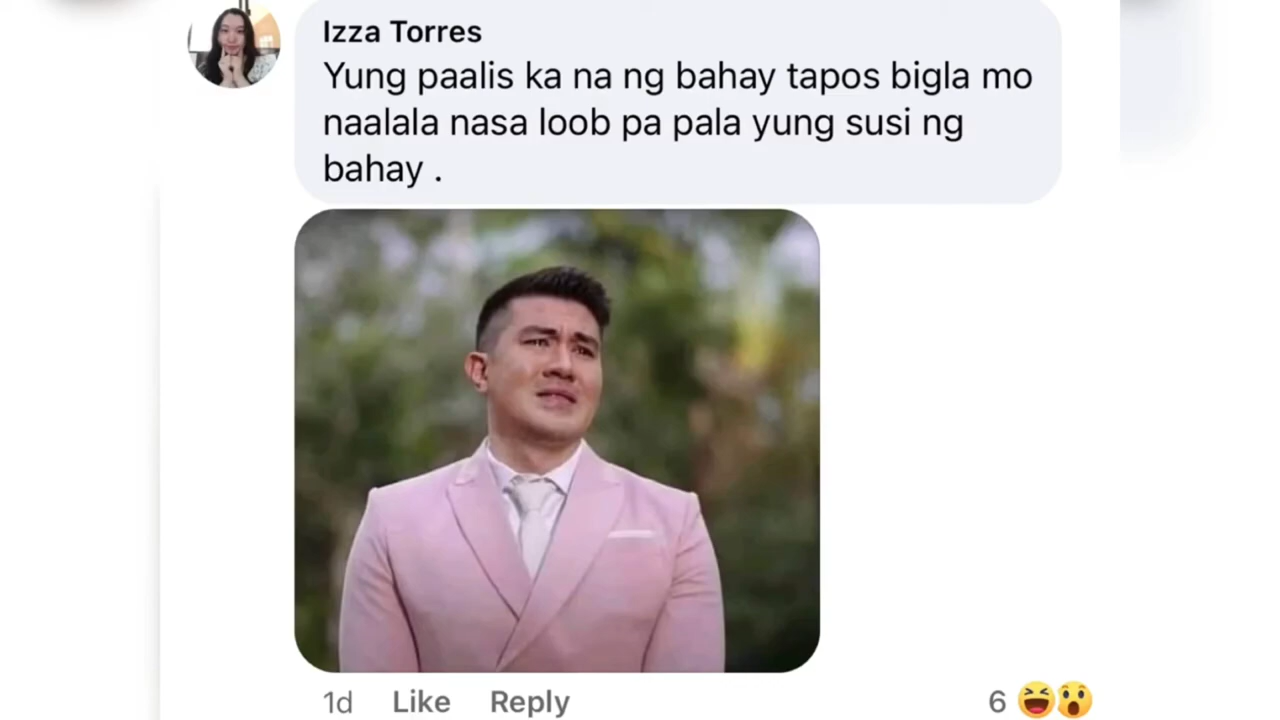 Izza Torres
Yung paalis ka na ng bahay tapos bigla mo
naalala nasa loob pa pala yung susi ng
bahay .
1d Like Reply 6